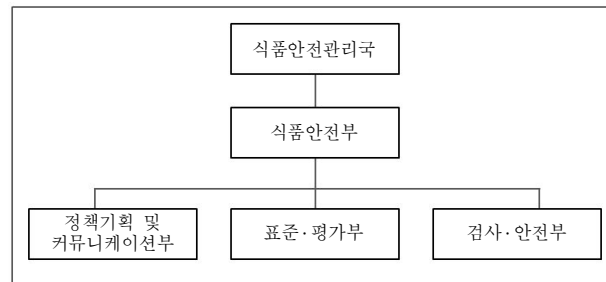 식품안전관리국
식품안전부
정책기획 및
커뮤니케이션부
표준·평가부
검사·안전부